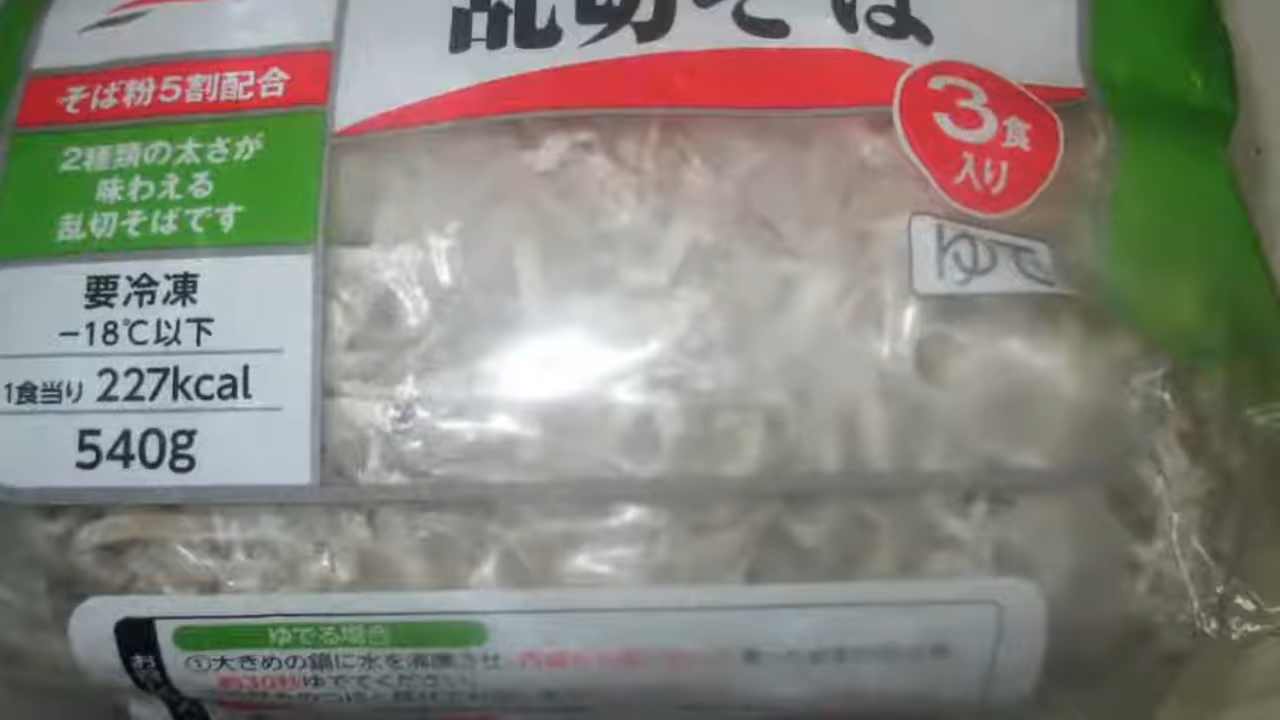 乱切そば
そば粉5割配合
2種類の太さが
味わえる
乱切そばです
3食
入り
ゆで
要冷凍
-18℃以下
1食当り 227kcal
540g
ゆでる場合
①大きめの鍋に水を沸騰させ
約30秒ゆでてください